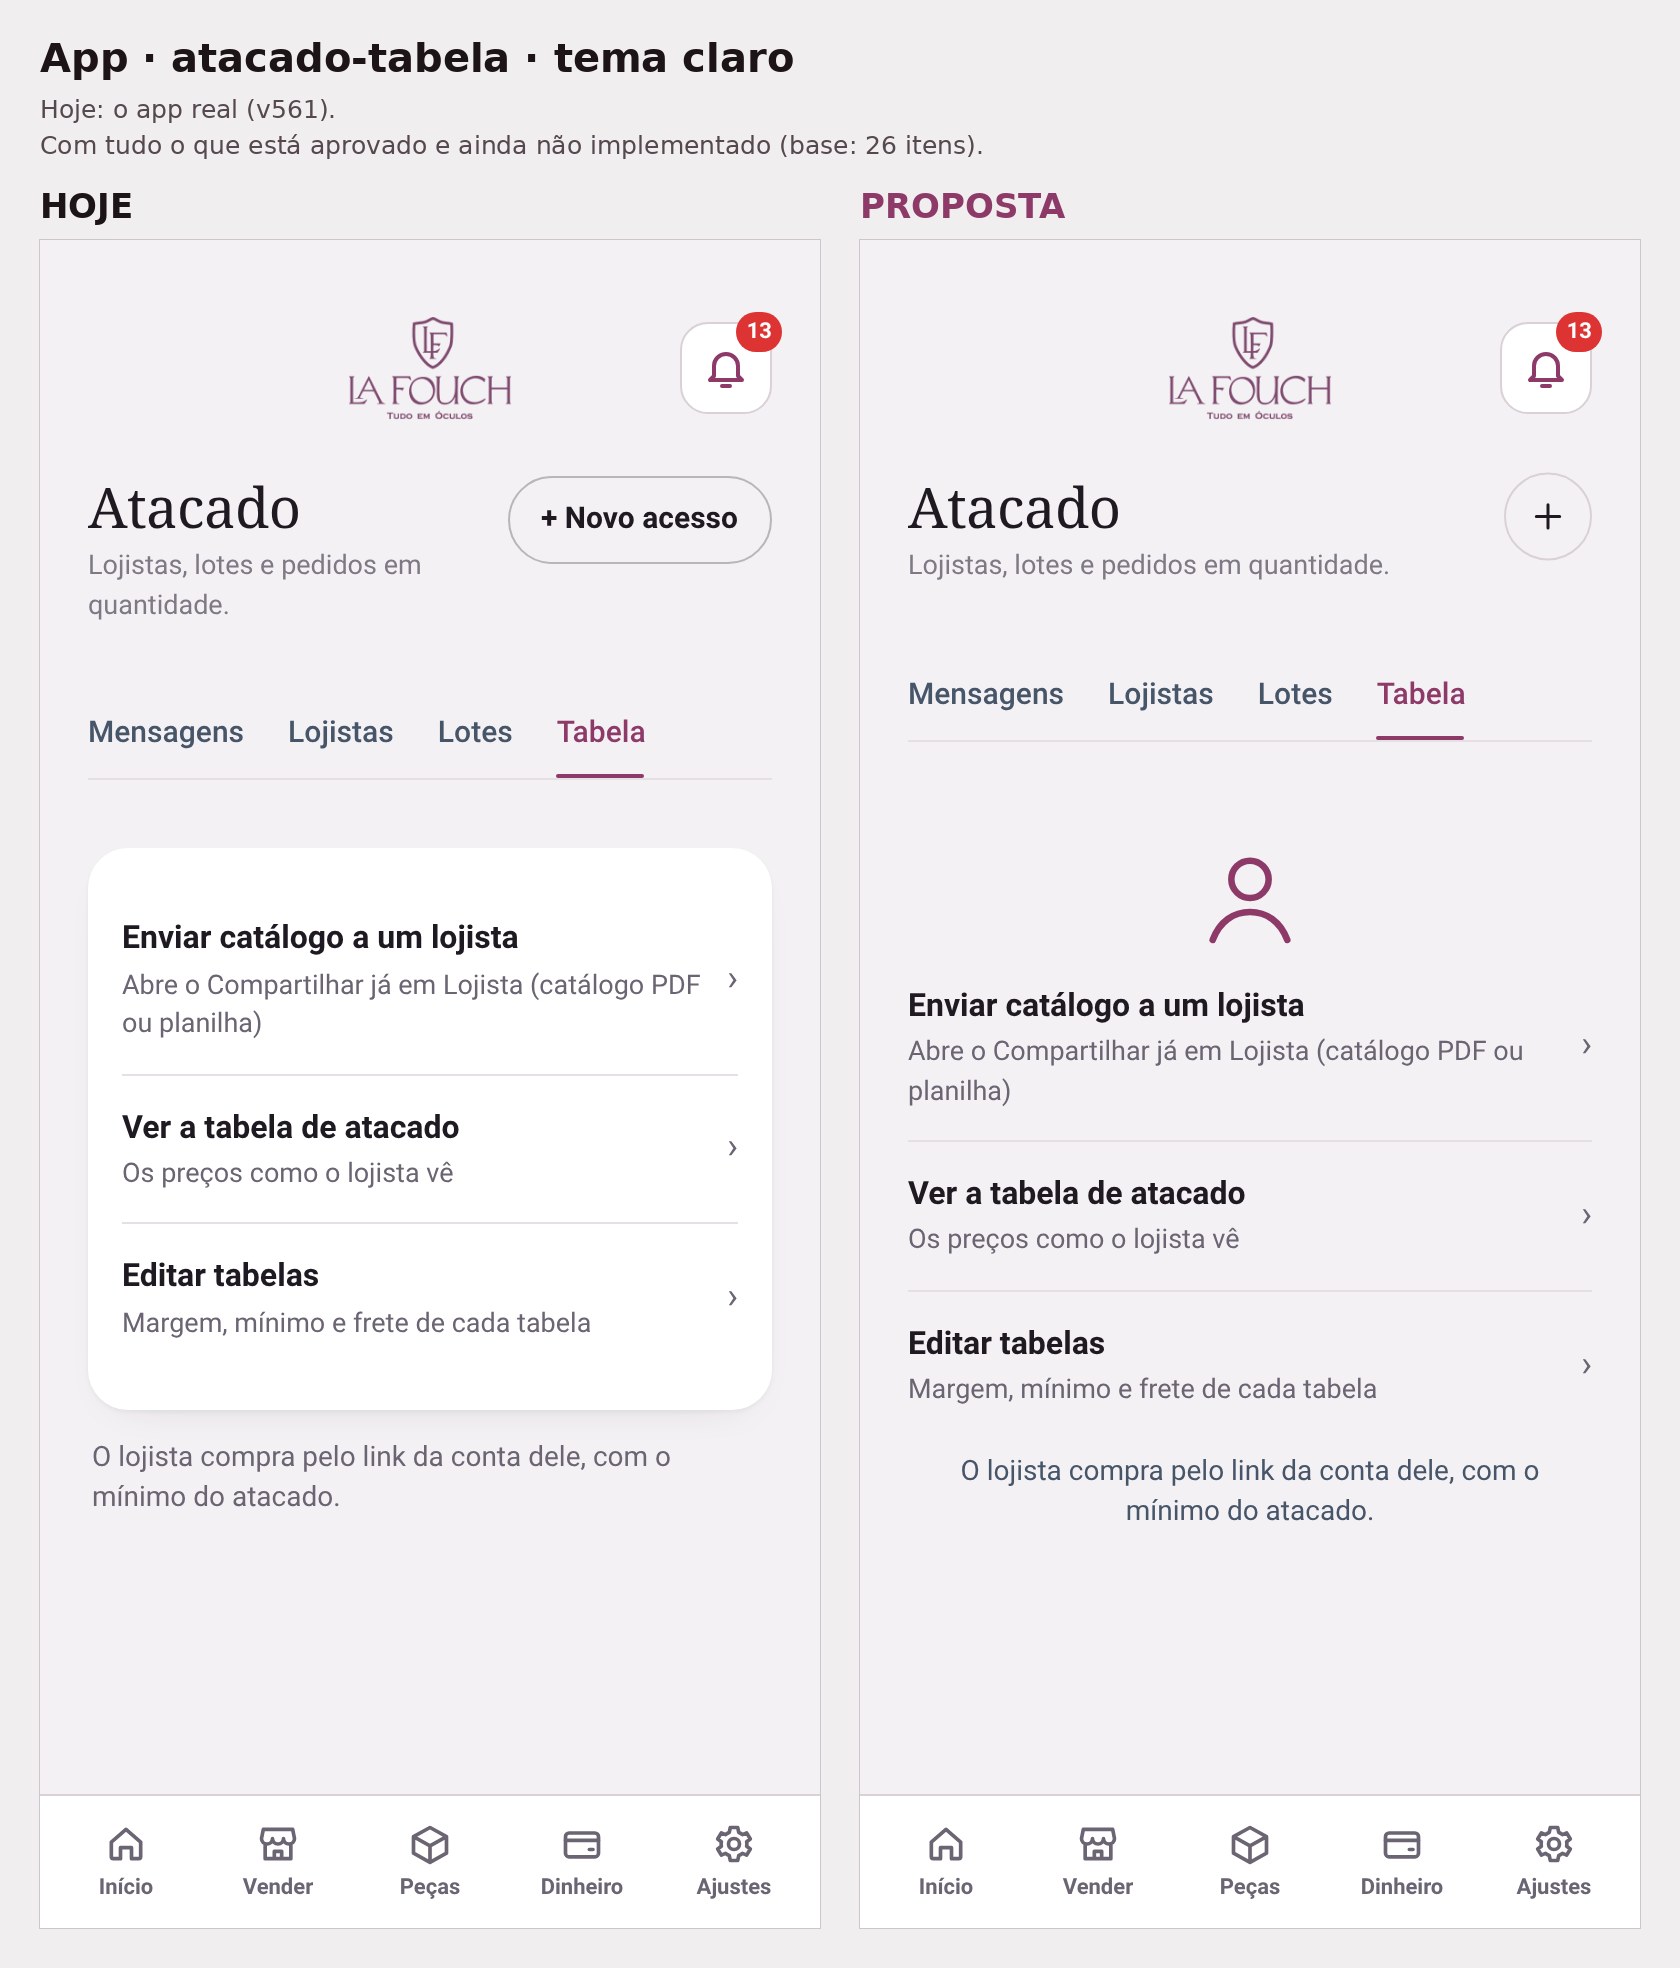 App · atacado-tabela · tema claro
Hoje: o app real (v561).
Com tudo o que está aprovado e ainda não implementado (base: 26 itens).
HOJE
LF
LA FOUCH
TUDO EM ÓCULOS
13
Atacado
+ Novo acesso
Lojistas, lotes e pedidos em
quantidade.
Mensagens Lojistas Lotes Tabela
Enviar catálogo a um lojista
Abre o Compartilhar já em Lojista (catálogo PDF
ou planilha)
›
Ver a tabela de atacado
Os preços como o lojista vê
›
Editar tabelas
Margem, mínimo e frete de cada tabela
›
O lojista compra pelo link da conta dele, com o
mínimo do atacado.
Início Vender Peças Dinheiro Ajustes
PROPOSTA
LF
LA FOUCH
TUDO EM ÓCULOS
13
Atacado
+
Lojistas, lotes e pedidos em quantidade.
Mensagens Lojistas Lotes Tabela
Enviar catálogo a um lojista
Abre o Compartilhar já em Lojista (catálogo PDF ou
planilha)
›
Ver a tabela de atacado
Os preços como o lojista vê
›
Editar tabelas
Margem, mínimo e frete de cada tabela
›
O lojista compra pelo link da conta dele, com o
mínimo do atacado.
Início Vender Peças Dinheiro Ajustes